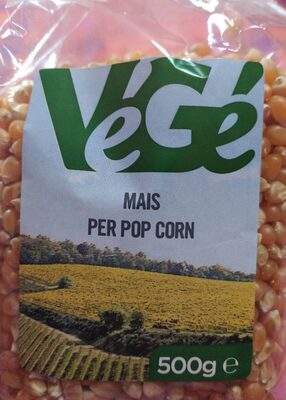 VéGé
MAIS
PER POP CORN
500g ℮